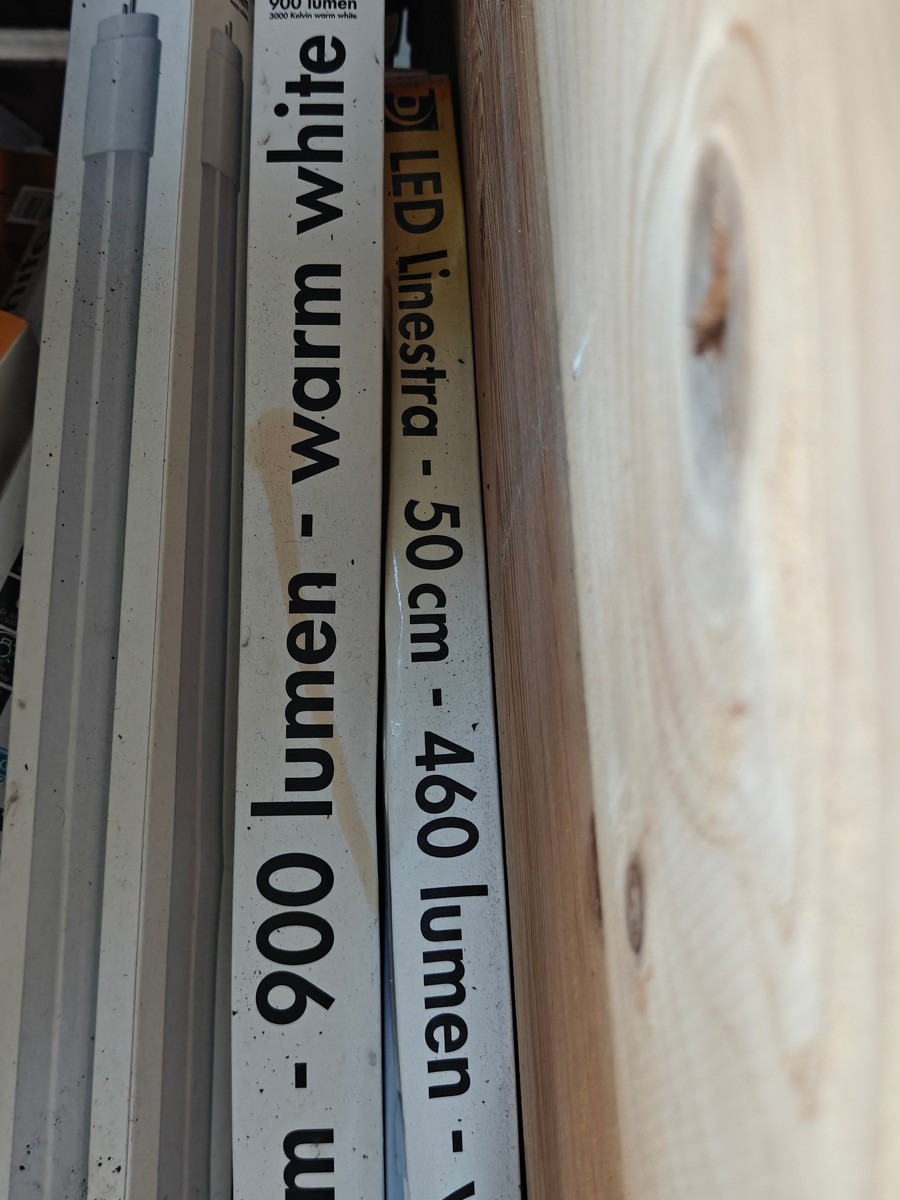 900 lumen
3000 Kelvin warm white
m - 900 lumen - warm white
LED Linestra - 50 cm - 460 lumen -